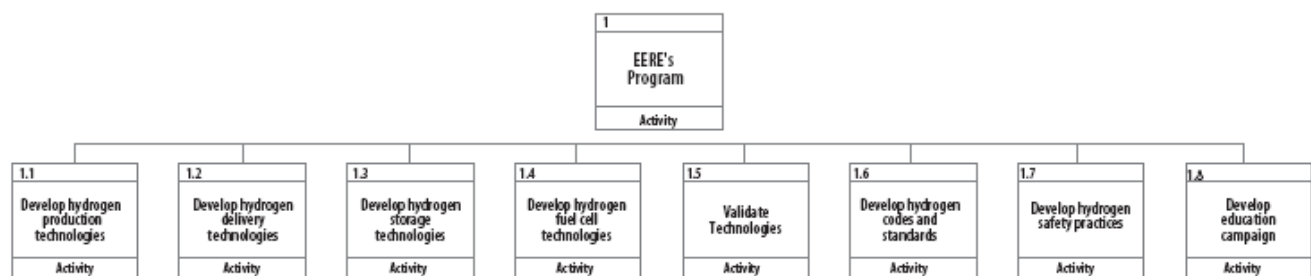 1
EERE's
Program
Activity
1.1
Develop hydrogen
production
technologies
Activity
1.2
Develop hydrogen
delivery
technologies
Activity
1.3
Develop hydrogen
storage
technologies
Activity
1.4
Develop hydrogen
fuel cell
technologies
Activity
1.5
Validate
Technologies
Activity
1.6
Develop hydrogen
codes and
standards
Activity
1.7
Develop hydrogen
safety practices
Activity
1.8
Develop
education
campaign
Activity